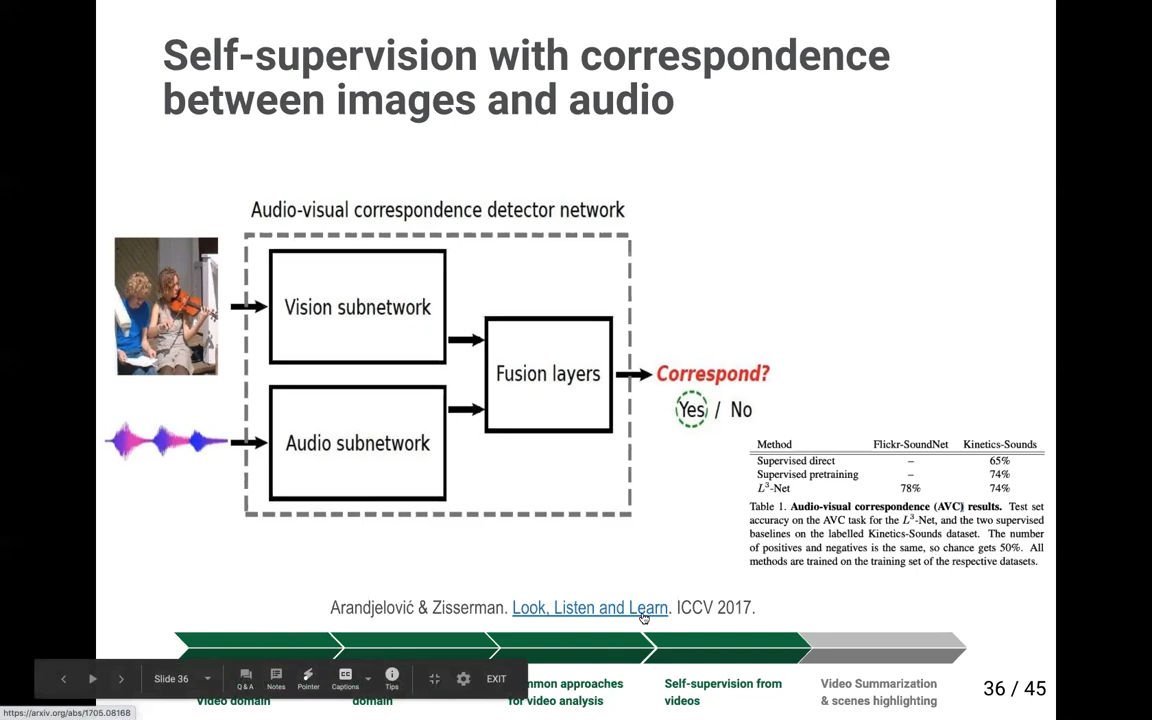 Self-supervision with correspondence
between images and audio
Audio-visual correspondence detector network
Vision subnetwork
Audio subnetwork
Fusion layers
Correspond?
Yes / No
Method Flickr-SoundNet Kinetics-Sounds
Supervised direct – 65%
Supervised pretraining – 74%
L³-Net 78% 74%
Table 1. Audio-visual correspondence (AVC) results. Test set
accuracy on the AVC task for the L³-Net, and the two supervised
baselines on the labelled Kinetics-Sounds dataset. The number
of positives and negatives is the same, so chance gets 50%. All
methods are trained on the training set of the respective datasets.
Arandjelović & Zisserman. Look, Listen and Learn. ICCV 2017.
Slide 36
Q & A
Notes
Pointer
Captions
Tips
EXIT
CC
video domain
domain
mmon approaches
for video analysis
Self-supervision from
videos
Video Summarization
& scenes highlighting
36 / 45
https://arxiv.org/abs/1705.08168